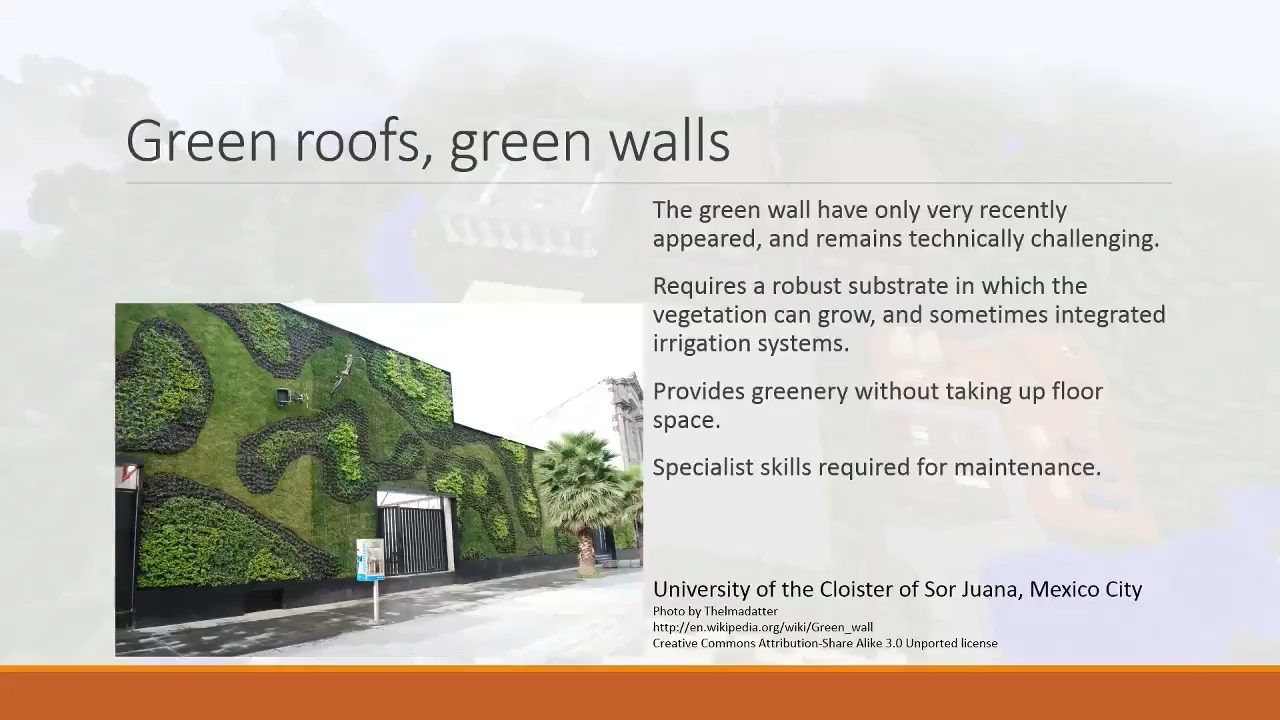 Green roofs, green walls
The green wall have only very recently
appeared, and remains technically challenging.
Requires a robust substrate in which the
vegetation can grow, and sometimes integrated
irrigation systems.
Provides greenery without taking up floor
space.
Specialist skills required for maintenance.
University of the Cloister of Sor Juana, Mexico City
Photo by Thelmadatter
http://en.wikipedia.org/wiki/Green_wall
Creative Commons Attribution-Share Alike 3.0 Unported license